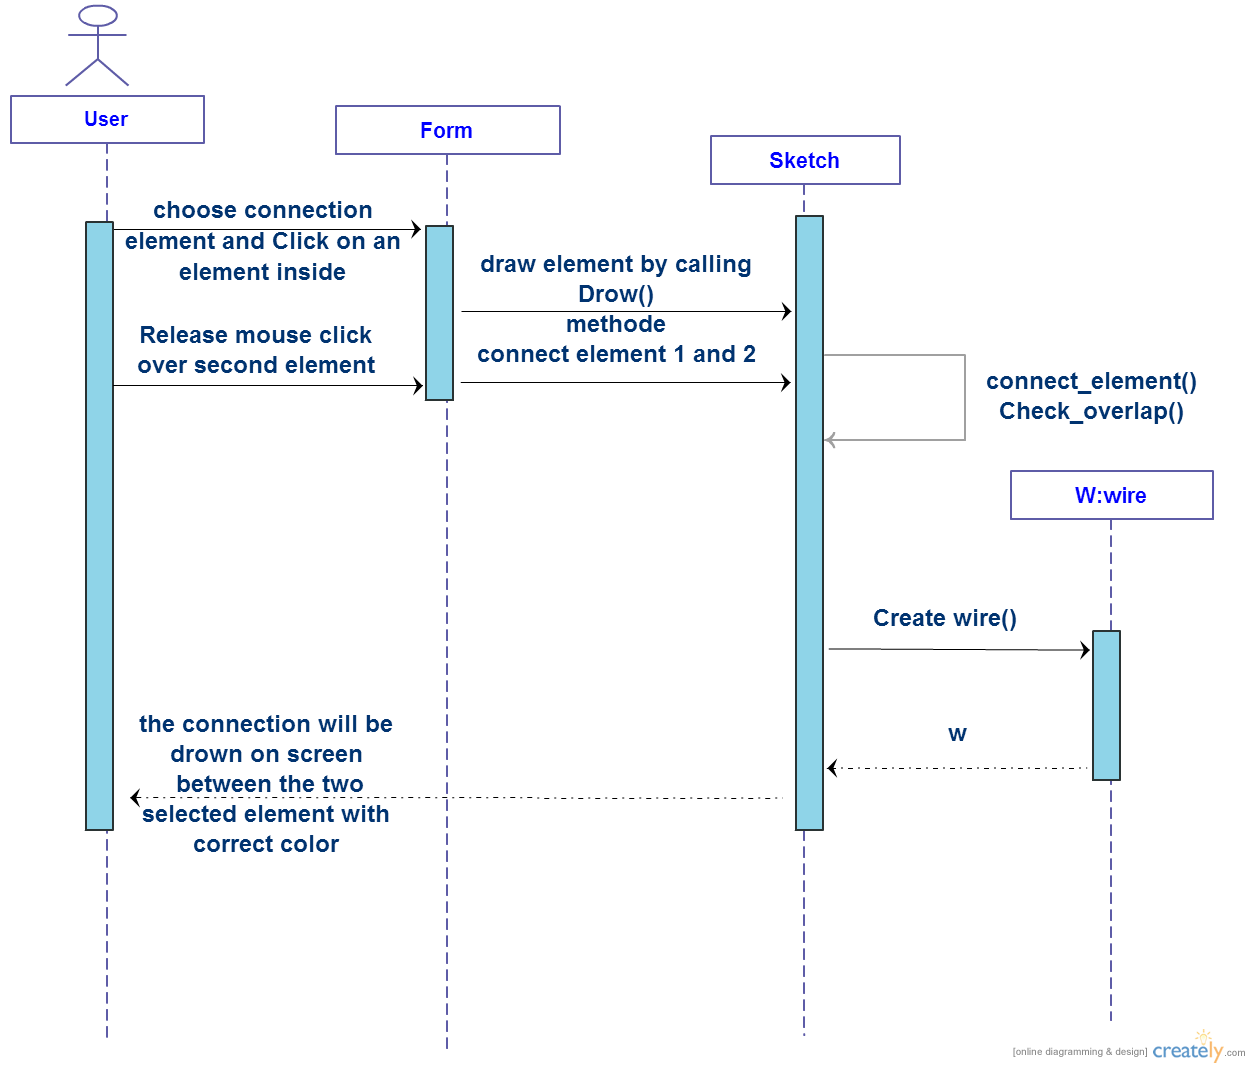 User
Form
Sketch
choose connection
element and Click on an
element inside
draw element by calling
Drow()
methode
connect element 1 and 2
Release mouse click
over second element
connect_element()
Check_overlap()
W:wire
Create wire()
w
the connection will be
drown on screen
between the two
selected element with
correct color
[online diagramming & design] creately.com